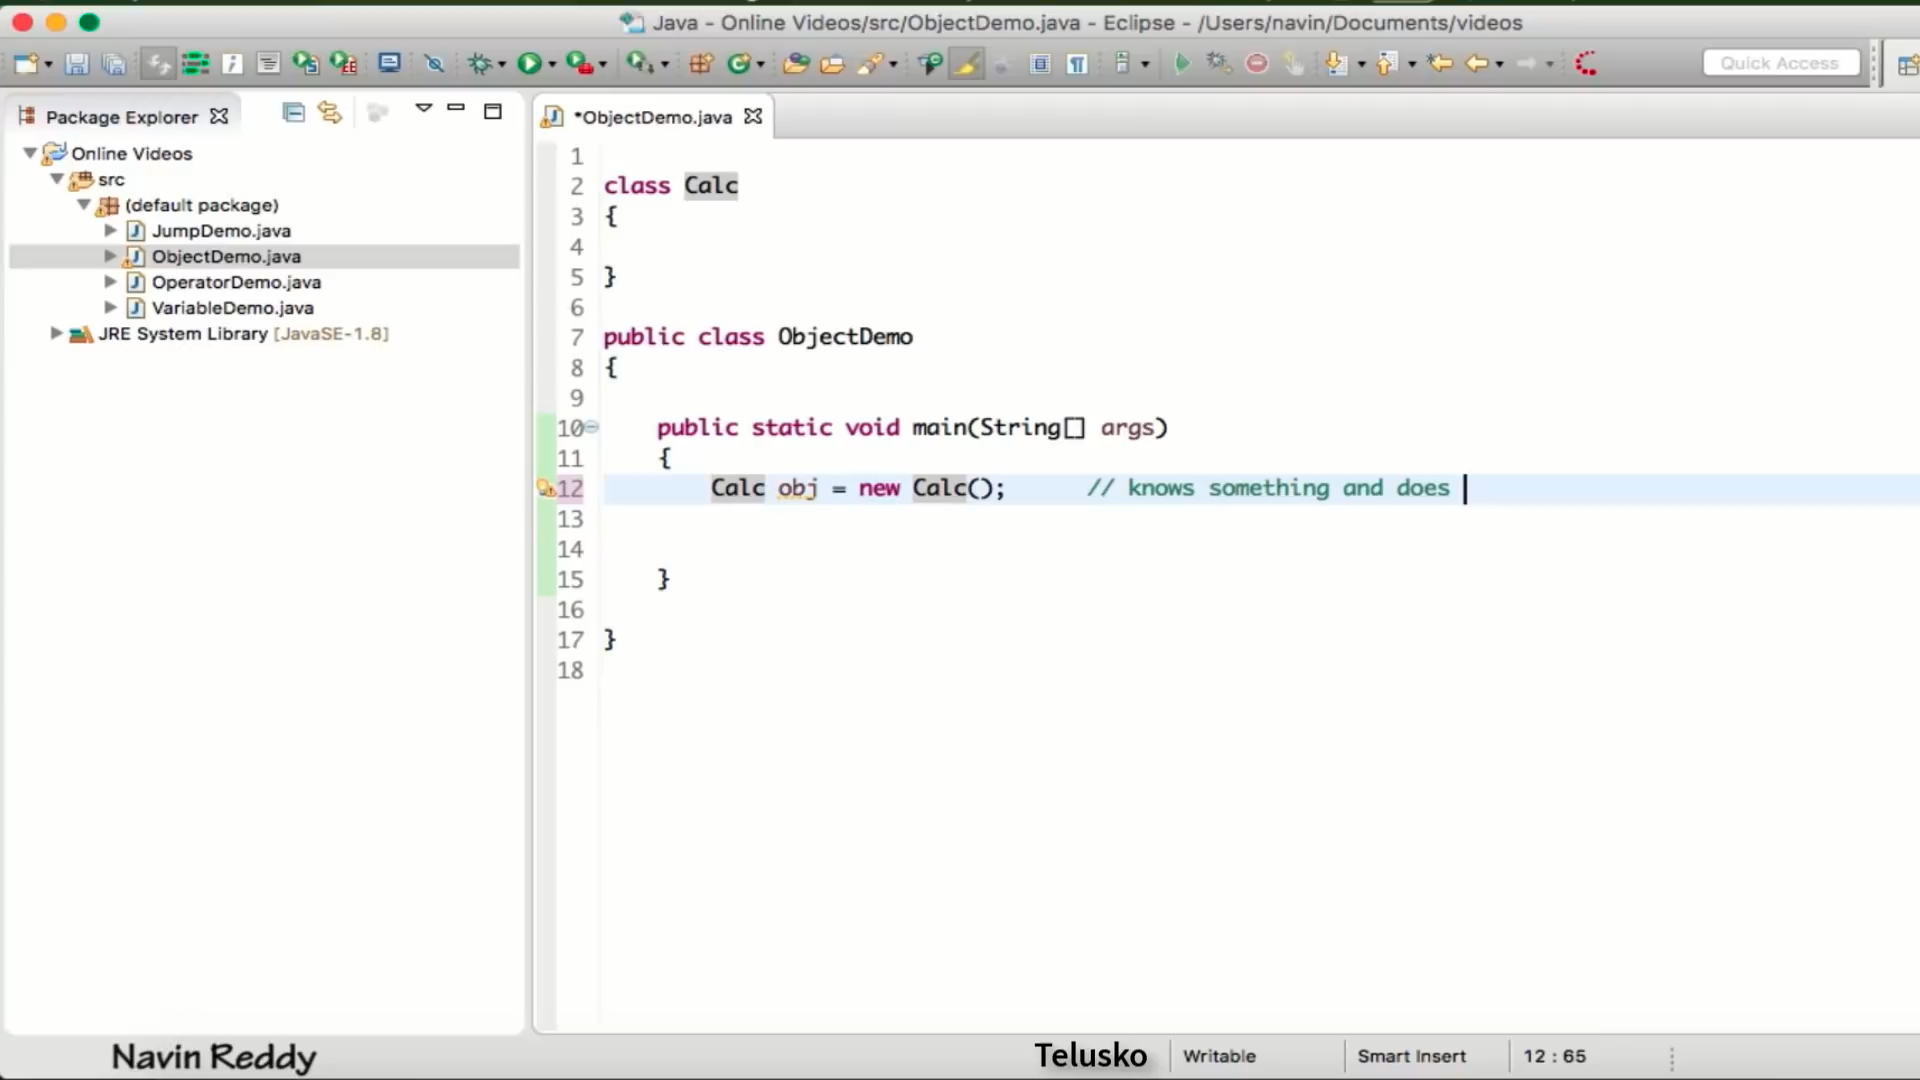 Java - Online Videos/src/ObjectDemo.java - Eclipse - /Users/navin/Documents/videos
Quick Access
Package Explorer
*ObjectDemo.java
Online Videos
src
(default package)
JumpDemo.java
ObjectDemo.java
OperatorDemo.java
VariableDemo.java
JRE System Library [JavaSE-1.8]
1
2 class Calc
3 {
4
5 }
6
7 public class ObjectDemo
8 {
9
10 public static void main(String[] args)
11 {
12 Calc obj = new Calc(); // knows something and does
13
14
15 }
16
17 }
18
Navin Reddy
Telusko
Writable
Smart Insert
12 : 65